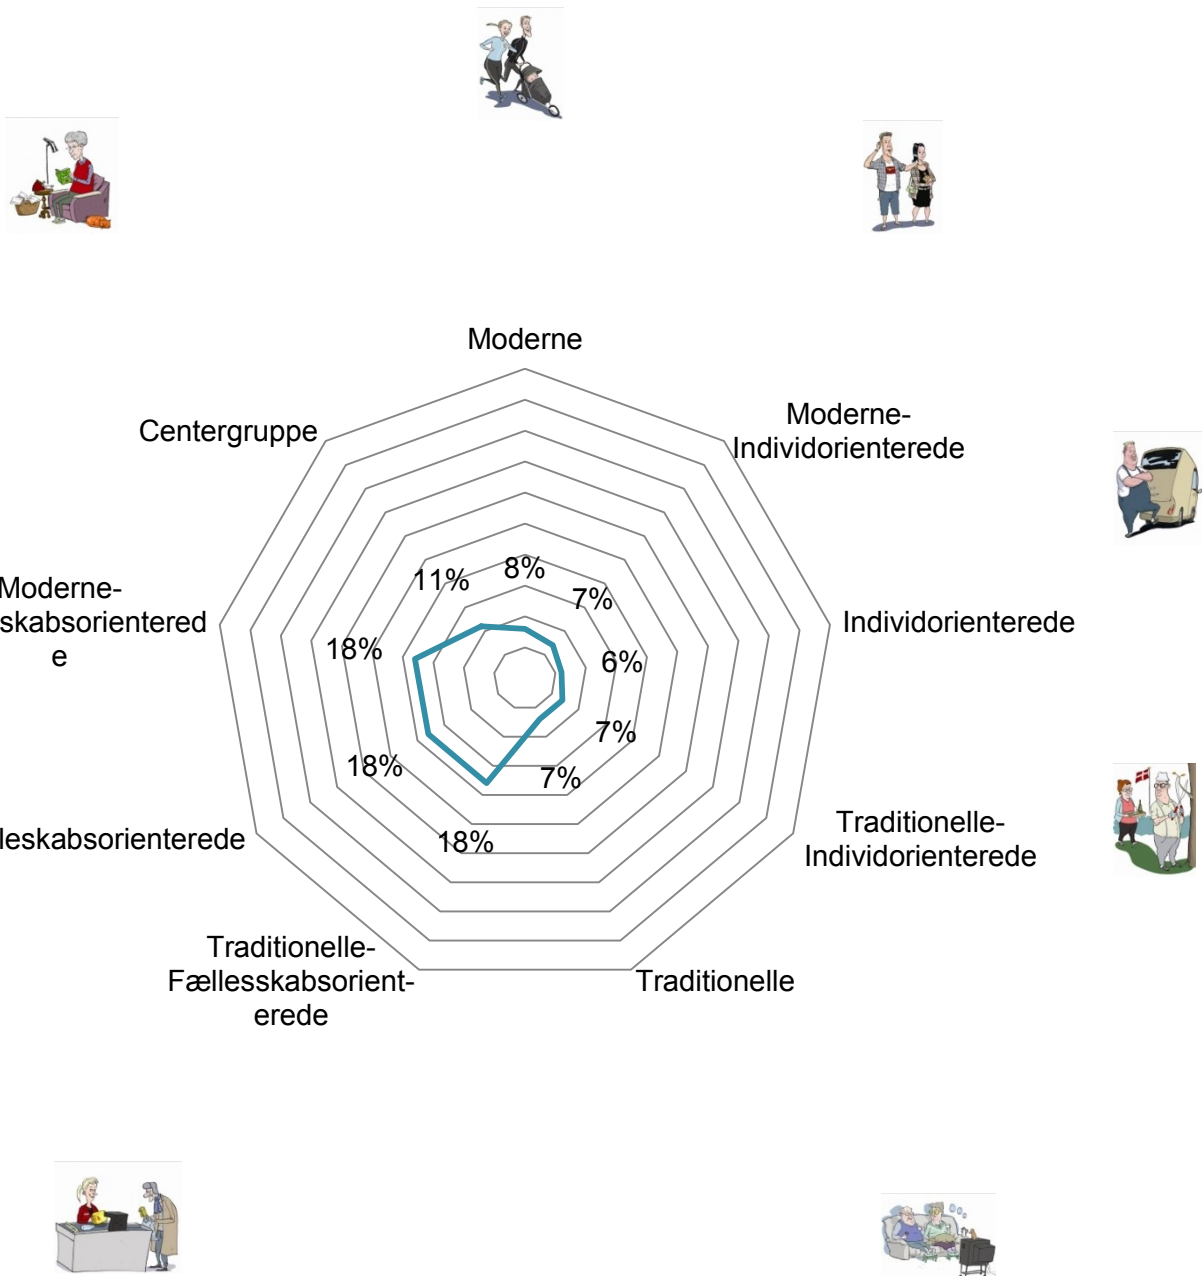 Moderne
Moderne-
Individorienterede
Centergruppe
11%
8%
7%
Moderne-
skabsorientered
e
18%
6%
Individorienterede
7%
18%
7%
leskabsorienterede
18%
Traditionelle-
Individorienterede
Traditionelle-
Fællesskabsorient-
erede
Traditionelle